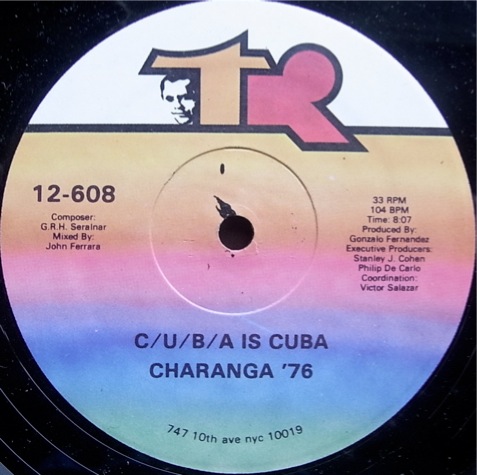 TR
12-608
Composer:
G.R.H. Seralnar
Mixed By:
John Ferrara
33 RPM
104 BPM
Time: 8:07
Produced By:
Gonzalo Fernandez
Executive Producers:
Stanley J. Cohen
Philip De Carlo
Coordination:
Victor Salazar
C/U/B/A IS CUBA
CHARANGA '76
747 10th ave nyc 10019